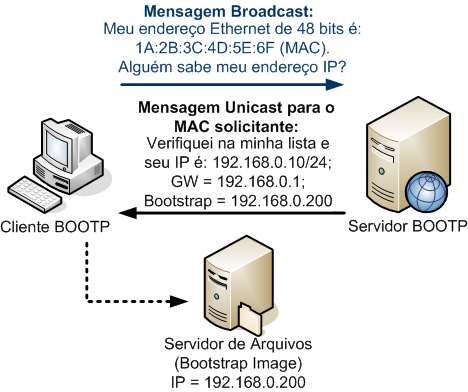 Mensagem Broadcast:
Meu endereço Ethernet de 48 bits é:
1A:2B:3C:4D:5E:6F (MAC).
Alguém sabe meu endereço IP?
Mensagem Unicast para o
MAC solicitante:
Verifiquei na minha lista e
seu IP é: 192.168.0.10/24;
GW = 192.168.0.1;
Bootstrap = 192.168.0.200
Cliente BOOTP
Servidor BOOTP
Servidor de Arquivos
(Bootstrap Image)
IP = 192.168.0.200